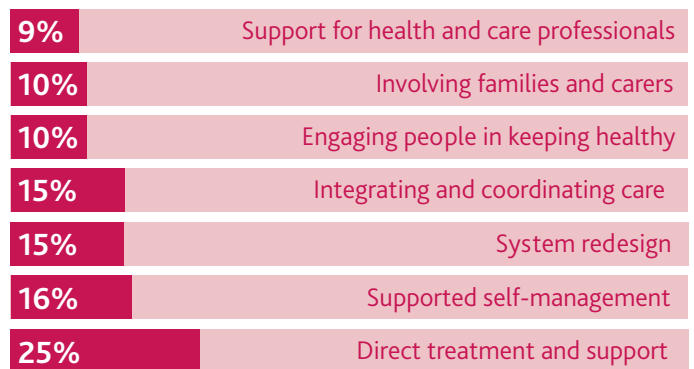 9% Support for health and care professionals
10% Involving families and carers
10% Engaging people in keeping healthy
15% Integrating and coordinating care
15% System redesign
16% Supported self-management
25% Direct treatment and support